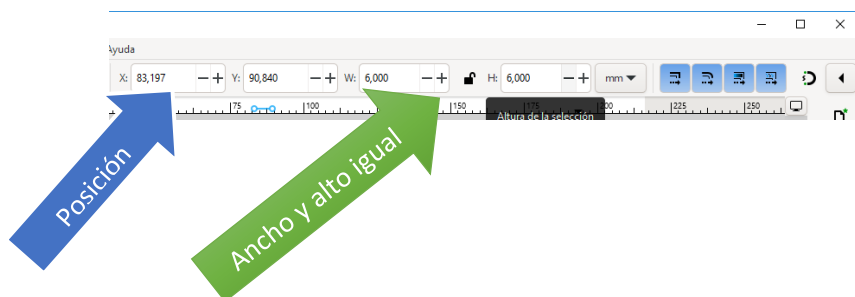 Ayuda
X: 83,197 Y: 90,840 W: 6,000 H: 6,000 mm
75 100 150 175 200 225 250
Altura de la selección
Posición
Ancho y alto igual